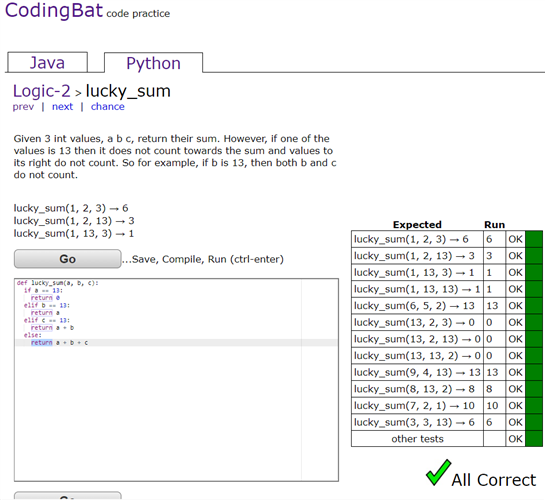 CodingBat code practice
Java Python
Logic-2 > lucky_sum
prev | next | chance
Given 3 int values, a b c, return their sum. However, if one of the
values is 13 then it does not count towards the sum and values to
its right do not count. So for example, if b is 13, then both b and c
do not count.
lucky_sum(1, 2, 3) → 6
lucky_sum(1, 2, 13) → 3
lucky_sum(1, 13, 3) → 1
Go ...Save, Compile, Run (ctrl-enter)
def lucky_sum(a, b, c):
if a == 13:
return 0
elif b == 13:
return a
elif c == 13:
return a + b
else:
return a + b + c
Expected Run
lucky_sum(1, 2, 3) → 6 6 OK
lucky_sum(1, 2, 13) → 3 3 OK
lucky_sum(1, 13, 3) → 1 1 OK
lucky_sum(1, 13, 13) → 1 1 OK
lucky_sum(6, 5, 2) → 13 13 OK
lucky_sum(13, 2, 3) → 0 0 OK
lucky_sum(13, 2, 13) → 0 0 OK
lucky_sum(13, 13, 2) → 0 0 OK
lucky_sum(9, 4, 13) → 13 13 OK
lucky_sum(8, 13, 2) → 8 8 OK
lucky_sum(7, 2, 1) → 10 10 OK
lucky_sum(3, 3, 13) → 6 6 OK
other tests OK
All Correct